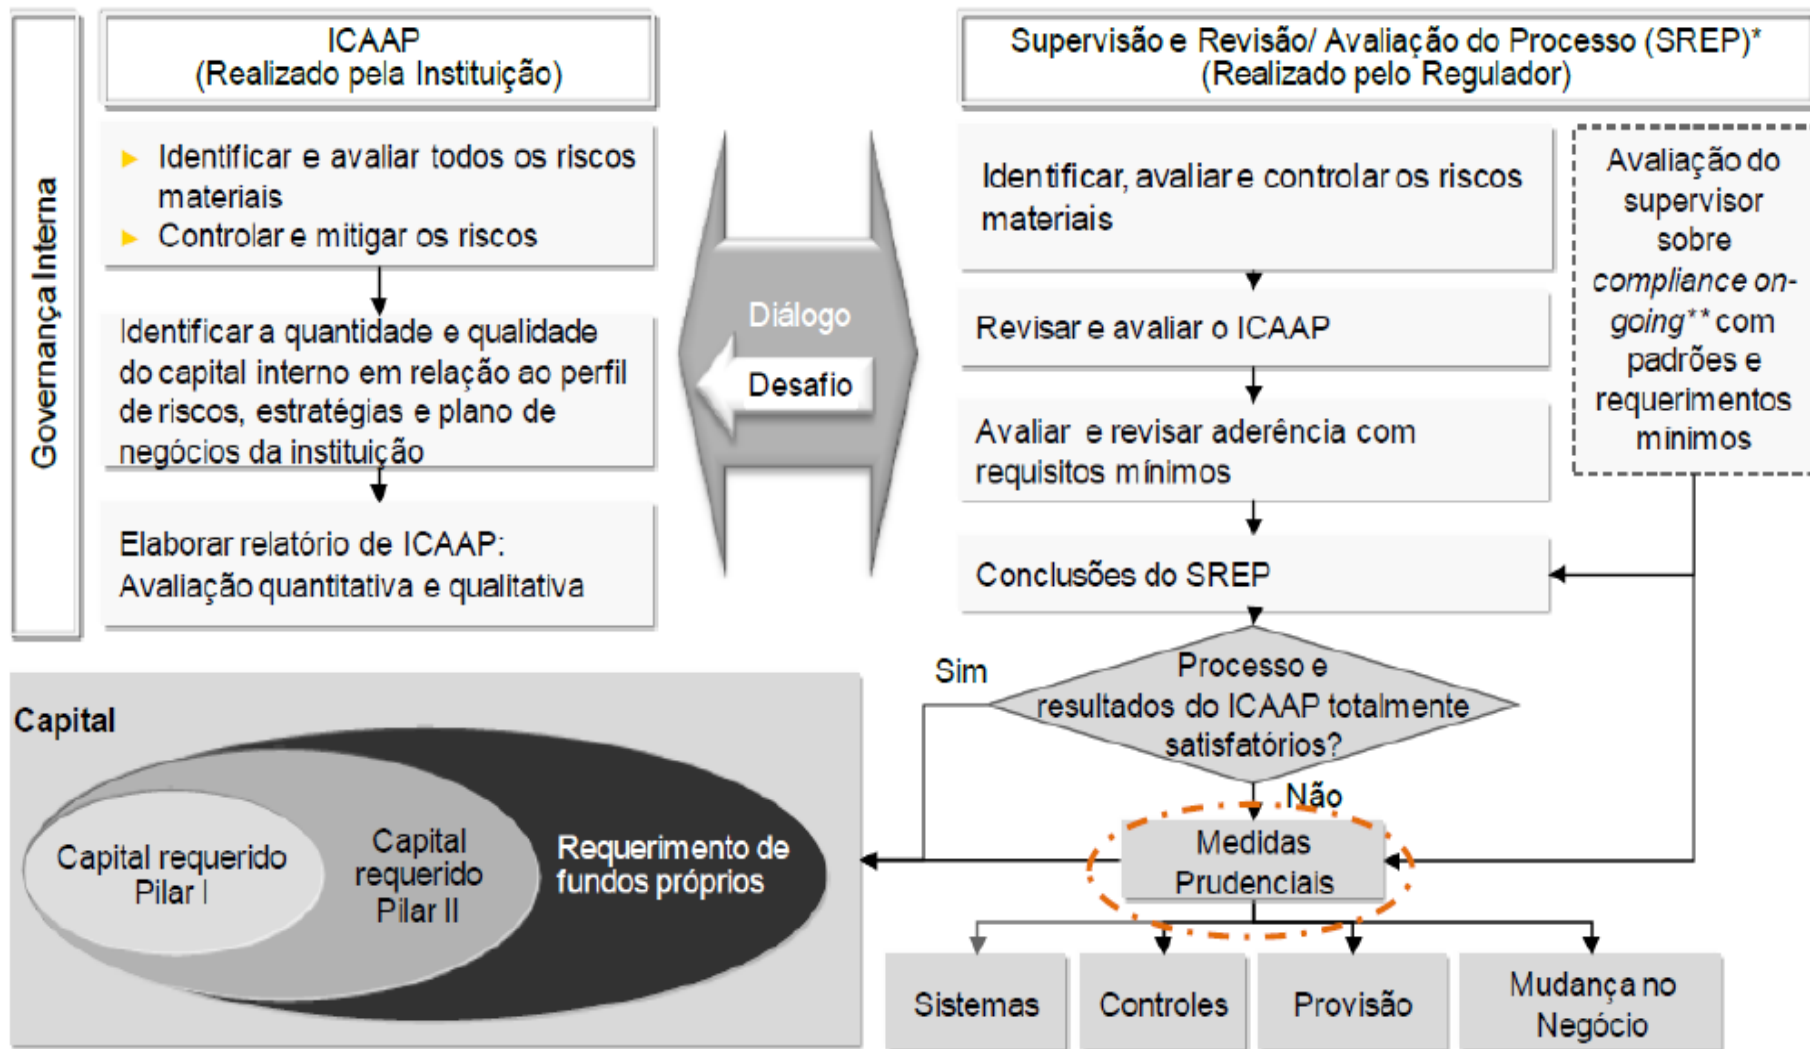 Governança Interna
ICAAP
(Realizado pela Instituição)
Identificar e avaliar todos os riscos
materiais
Controlar e mitigar os riscos
Identificar a quantidade e qualidade
do capital interno em relação ao perfil
de riscos, estratégias e plano de
negócios da instituição
Elaborar relatório de ICAAP:
Avaliação quantitativa e qualitativa
Diálogo
Desafio
Supervisão e Revisão/ Avaliação do Processo (SREP)*
(Realizado pelo Regulador)
Identificar, avaliar e controlar os riscos
materiais
Revisar e avaliar o ICAAP
Avaliar e revisar aderência com
requisitos mínimos
Conclusões do SREP
Avaliação do
supervisor
sobre
compliance on-
going** com
padrões e
requerimentos
mínimos
Processo e
resultados do ICAAP totalmente
satisfatórios?
Sim
Não
Medidas
Prudenciais
Sistemas
Controles
Provisão
Mudança no
Negócio
Capital
Capital requerido
Pilar I
Capital
requerido
Pilar II
Requerimento de
fundos próprios